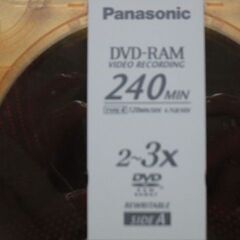 Panasonic
DVD-RAM
VIDEO RECORDING
240MIN
2~3X
DVD
REWRITABLE
SIDE A